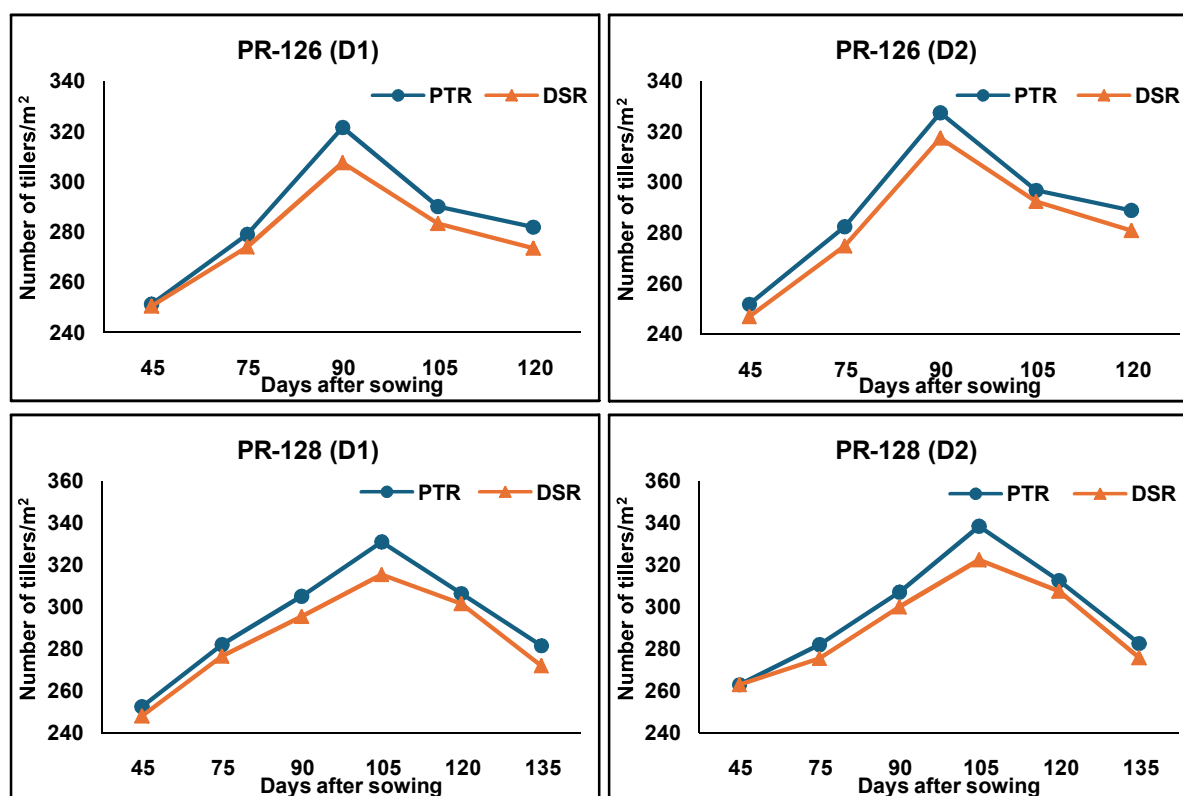 PR-126 (D1)
PTR DSR
Number of tillers/m²
340
320
300
280
260
240
45 75 90 105 120
Days after sowing
PR-126 (D2)
PTR DSR
Number of tillers/m²
340
320
300
280
260
240
45 75 90 105 120
Days after sowing
PR-128 (D1)
PTR DSR
Number of tillers/m²
360
340
320
300
280
260
240
45 75 90 105 120 135
Days after sowing
PR-128 (D2)
PTR DSR
Number of tillers/m²
360
340
320
300
280
260
240
45 75 90 105 120 135
Days after sowing